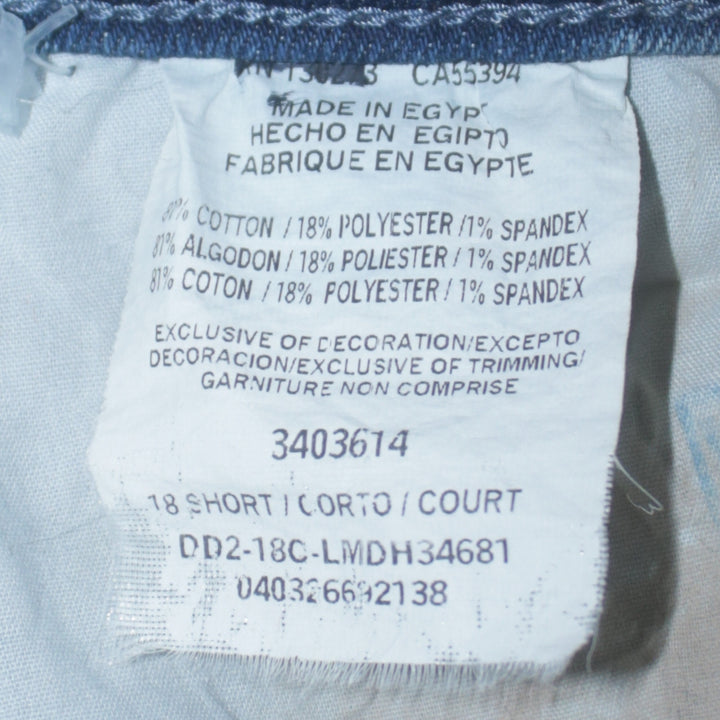 CA55394
MADE IN EGYPT
HECHO EN EGIPTO
FABRIQUE EN EGYPTE
COTTON / 18% POLYESTER /1% SPANDEX
81% ALGODON / 18% POLIESTER / 1% SPANDEX
81% COTON / 18% POLYESTER / 1% SPANDEX
EXCLUSIVE OF DECORATION/EXCEPTO
DECORACION/EXCLUSIVE OF TRIMMING/
GARNITURE NON COMPRISE
3403614
18 SHORT / CORTO / COURT
DD2-18C-LMDH34681
040326692138